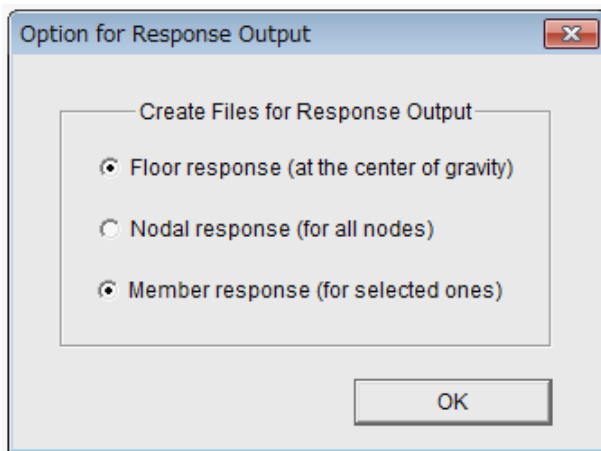 Option for Response Output
Create Files for Response Output
Floor response (at the center of gravity)
Nodal response (for all nodes)
Member response (for selected ones)
OK